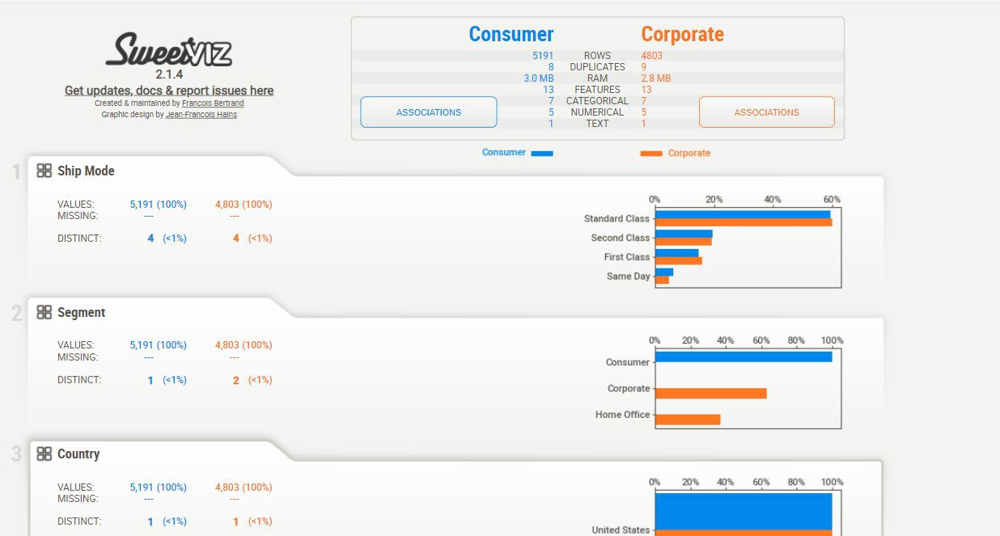 SweetVIZ
2.1.4
Get updates, docs & report issues here
Created & maintained by Francois Bertrand
Graphic design by Jean-Francois Hains
Consumer Corporate
5191 ROWS 4803
8 DUPLICATES 9
3.0 MB RAM 2.8 MB
13 FEATURES 13
7 CATEGORICAL 7
5 NUMERICAL 5
1 TEXT 1
ASSOCIATIONS
ASSOCIATIONS
Consumer Corporate
1 Ship Mode
VALUES: 5,191 (100%) 4,803 (100%)
MISSING: --- ---
DISTINCT: 4 (<1%) 4 (<1%)
0% 20% 40% 60%
Standard Class
Second Class
First Class
Same Day
2 Segment
VALUES: 5,191 (100%) 4,803 (100%)
MISSING: --- ---
DISTINCT: 1 (<1%) 2 (<1%)
0% 20% 40% 60% 80% 100%
Consumer
Corporate
Home Office
3 Country
VALUES: 5,191 (100%) 4,803 (100%)
MISSING: --- ---
DISTINCT: 1 (<1%) 1 (<1%)
0% 20% 40% 60% 80% 100%
United States